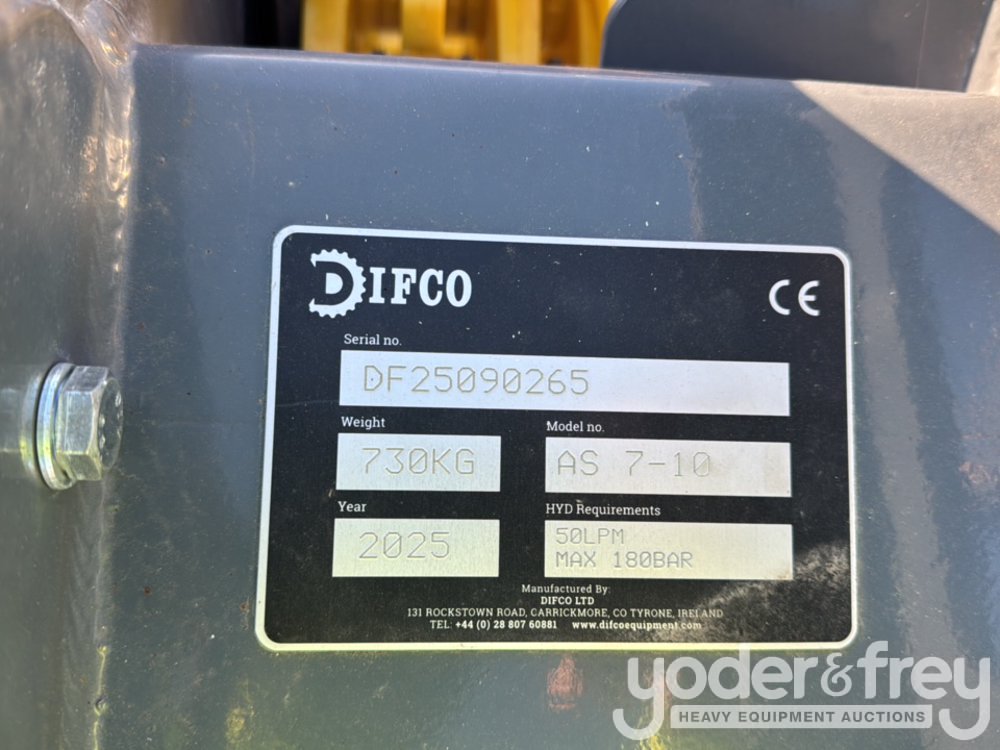 DIFCO
CE
Serial no.
DF25090265
Weight
Model no.
730KG
AS 7-10
Year
HYD Requirements
2025
50LPM
MAX 180BAR
Manufactured By:
DIFCO LTD
131 ROCKSTOWN ROAD, CARRICKMORE, CO TYRONE, IRELAND
TEL: +44 (0) 28 807 60881 www.difcoequipment.com
yoder&frey
HEAVY EQUIPMENT AUCTIONS